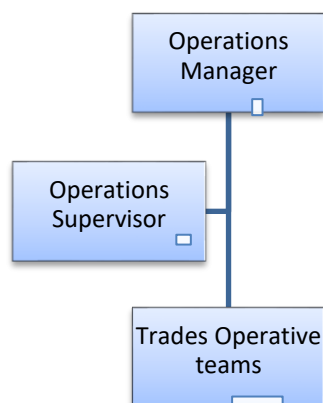 Operations
Manager
Operations
Supervisor
Trades Operative
teams